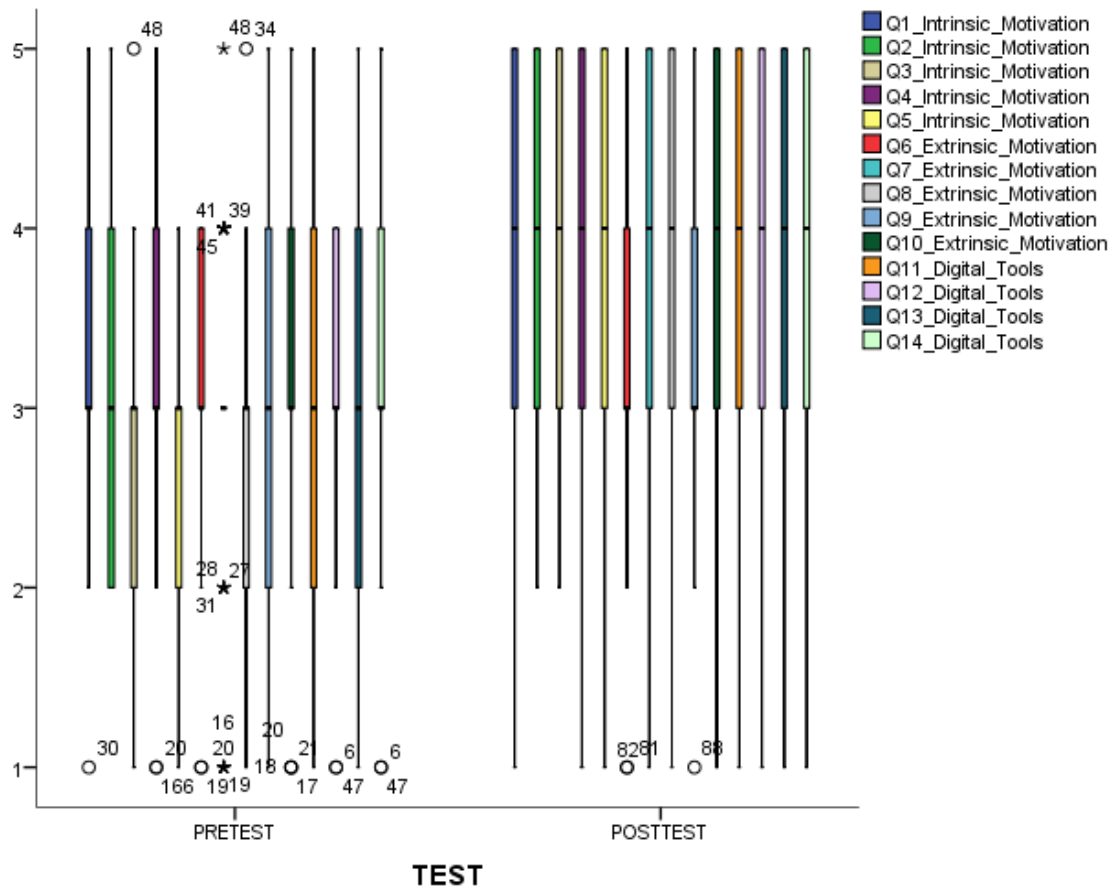 Q1_Intrinsic_Motivation
Q2_Intrinsic_Motivation
Q3_Intrinsic_Motivation
Q4_Intrinsic_Motivation
Q5_Intrinsic_Motivation
Q6_Extrinsic_Motivation
Q7_Extrinsic_Motivation
Q8_Extrinsic_Motivation
Q9_Extrinsic_Motivation
Q10_Extrinsic_Motivation
Q11_Digital_Tools
Q12_Digital_Tools
Q13_Digital_Tools
Q14_Digital_Tools
48 48 34
5
41 39
4
45
3
28 27
2
31
16 20
30 20 20 18 21 6 6 82 81 88
1
166 19 19 17 47 47
PRETEST POSTTEST
TEST